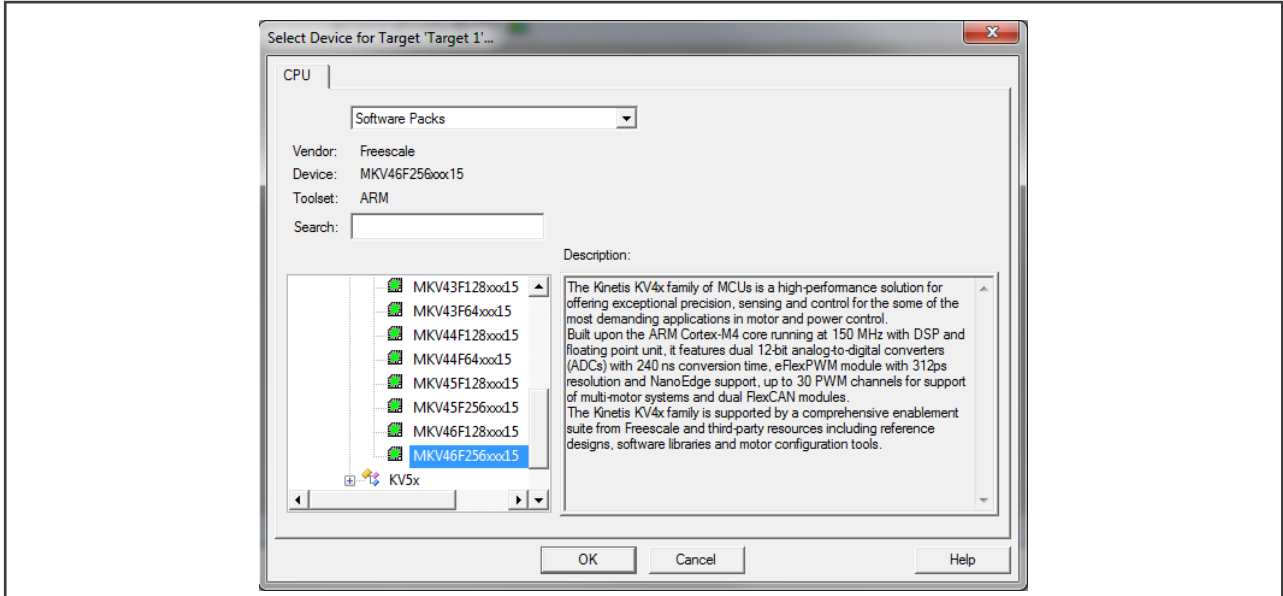 Select Device for Target 'Target 1'...
CPU
Software Packs
Vendor: Freescale
Device: MKV46F256xxx15
Toolset: ARM
Search:
Description:
MKV43F128xxx15
MKV43F64xxx15
MKV44F128xxx15
MKV44F64xxx15
MKV45F128xxx15
MKV45F256xxx15
MKV46F128xxx15
MKV46F256xxx15
KV5x
The Kinetis KV4x family of MCUs is a high-performance solution for
offering exceptional precision, sensing and control for the some of the
most demanding applications in motor and power control.
Built upon the ARM Cortex-M4 core running at 150 MHz with DSP and
floating point unit, it features dual 12-bit analog-to-digital converters
(ADCs) with 240 ns conversion time, eFlexPWM module with 312ps
resolution and NanoEdge support, up to 30 PWM channels for support
of multi-motor systems and dual FlexCAN modules.
The Kinetis KV4x family is supported by a comprehensive enablement
suite from Freescale and third-party resources including reference
designs, software libraries and motor configuration tools.
OK
Cancel
Help